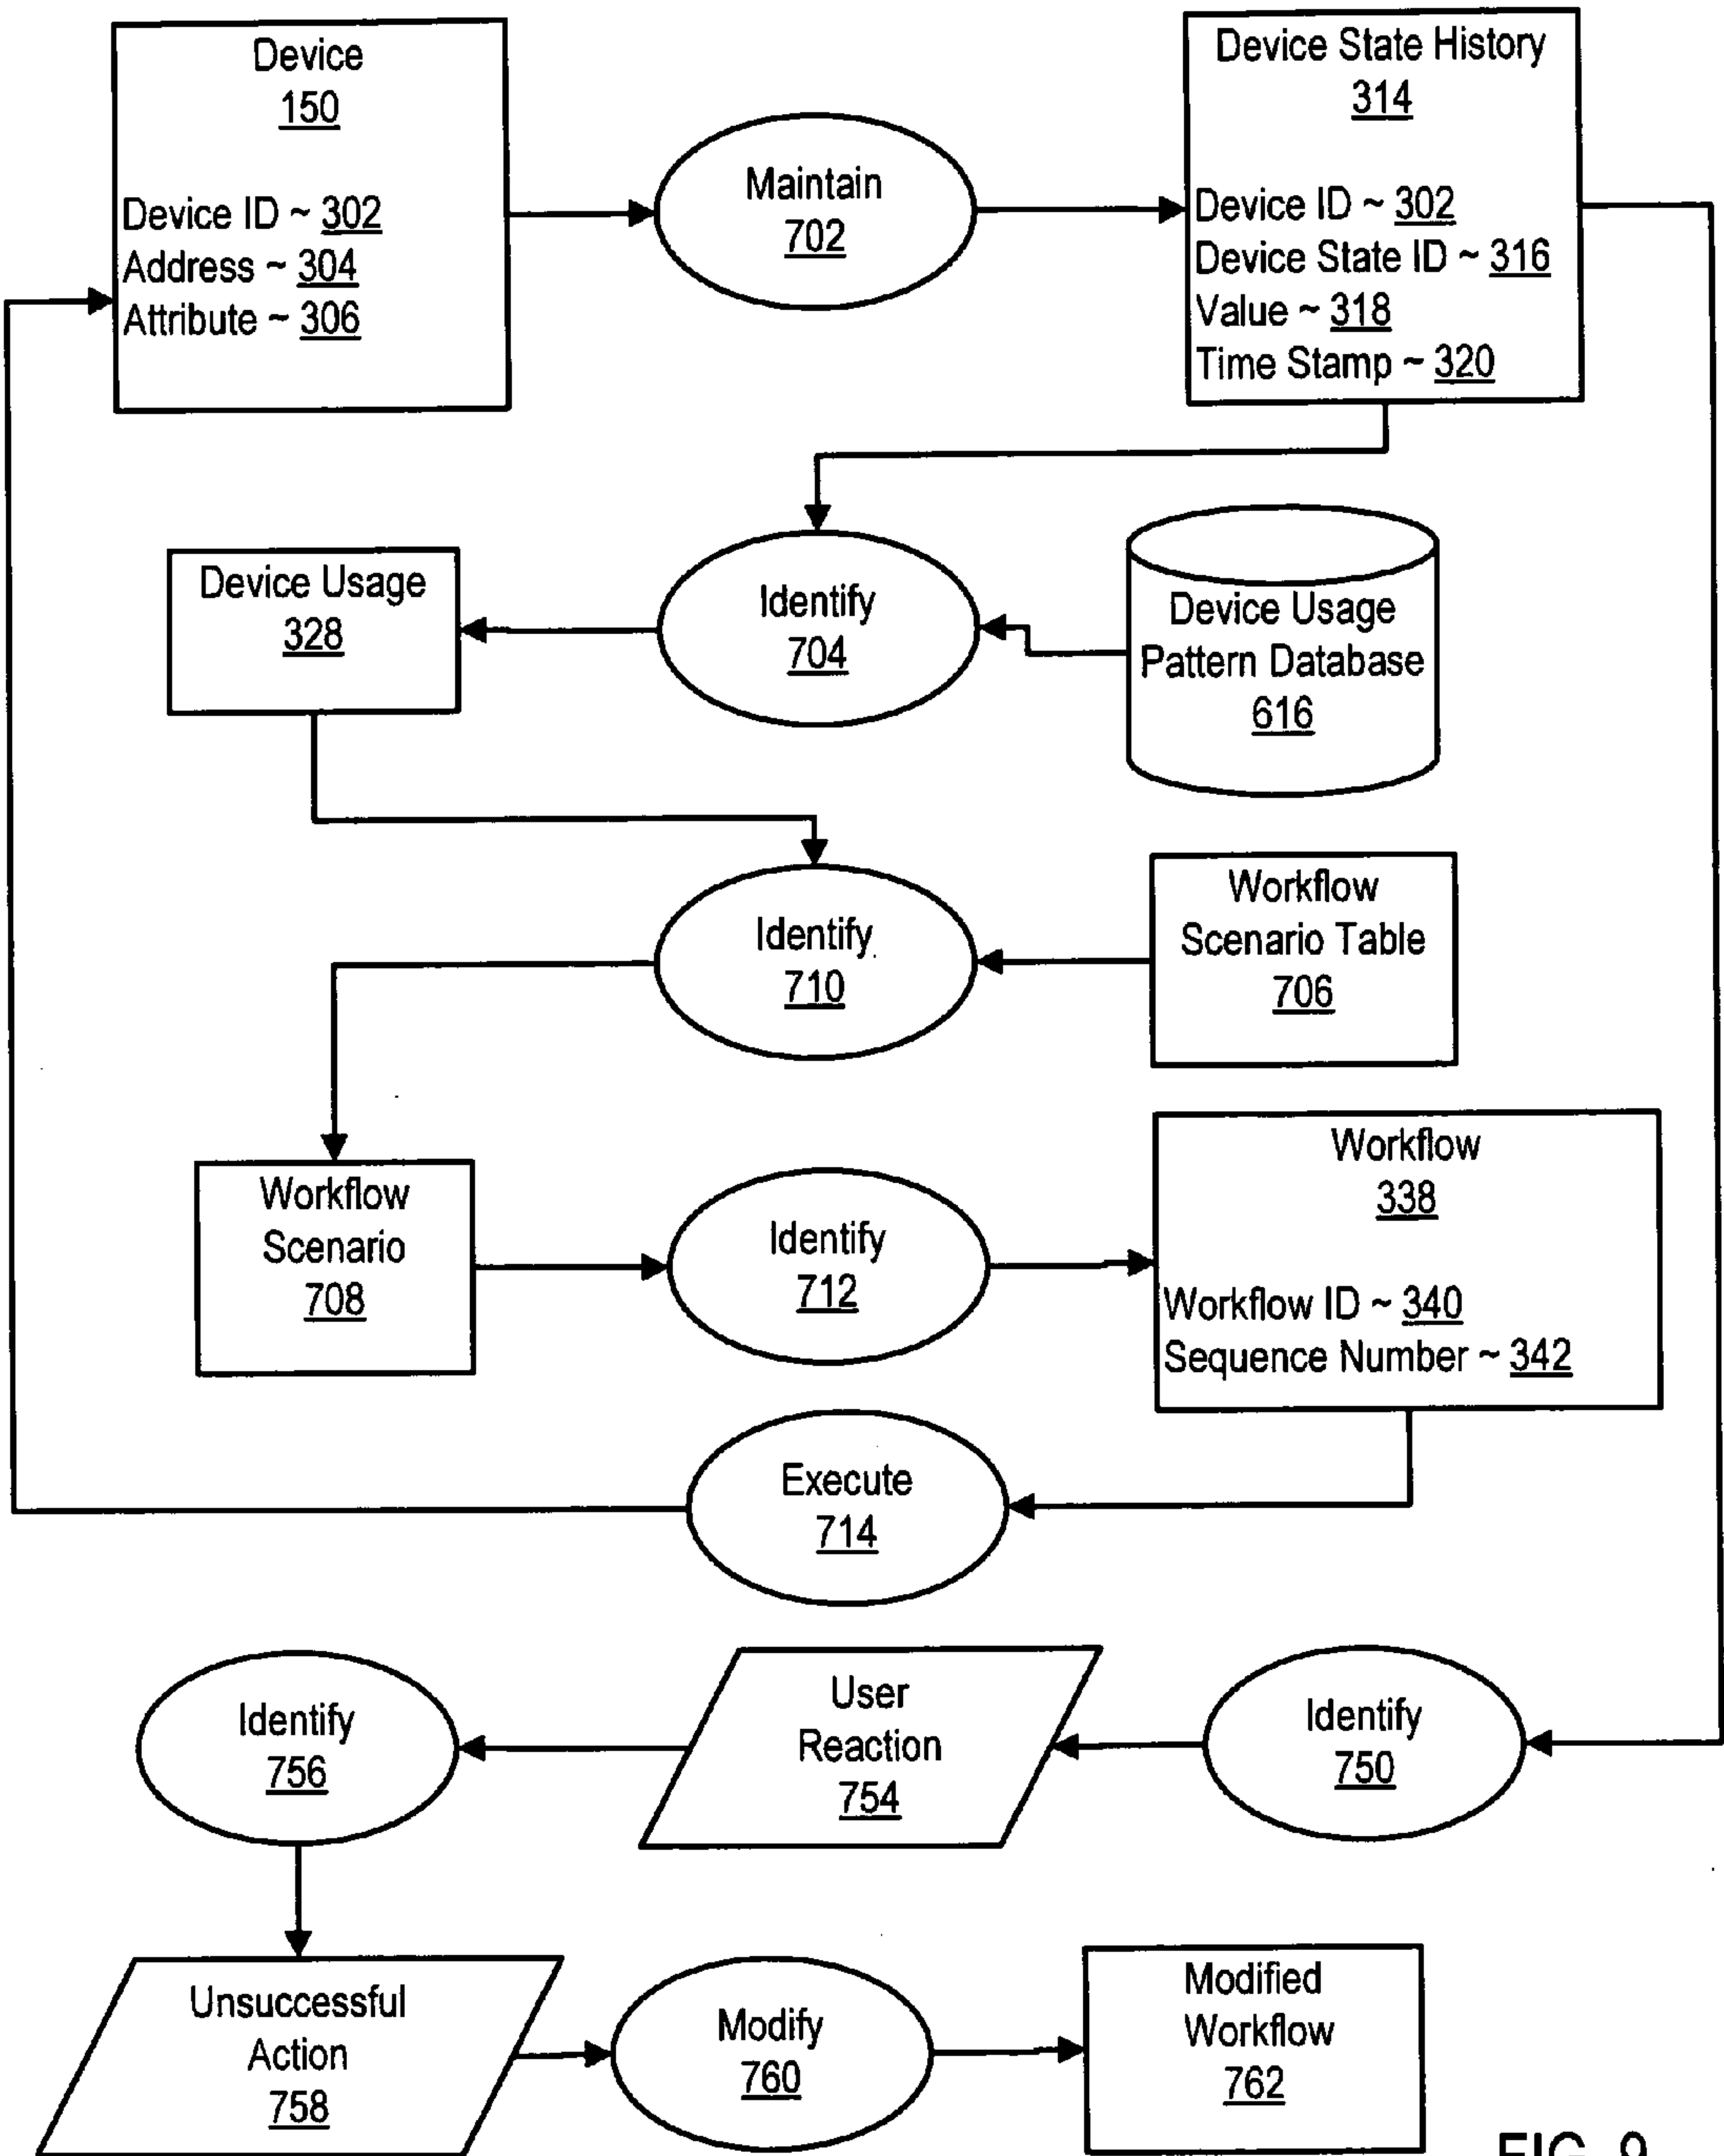 Device
150
Device ID ~ 302
Address ~ 304
Attribute ~ 306
Maintain
702
Device State History
314
Device ID ~ 302
Device State ID ~ 316
Value ~ 318
Time Stamp ~ 320
Device Usage
328
Identify
704
Device Usage
Pattern Database
616
Identify
710
Workflow
Scenario Table
706
Workflow
Scenario
708
Identify
712
Workflow
338
Workflow ID ~ 340
Sequence Number ~ 342
Execute
714
Identify
756
User
Reaction
754
Identify
750
Unsuccessful
Action
758
Modify
760
Modified
Workflow
762
FIG. 9